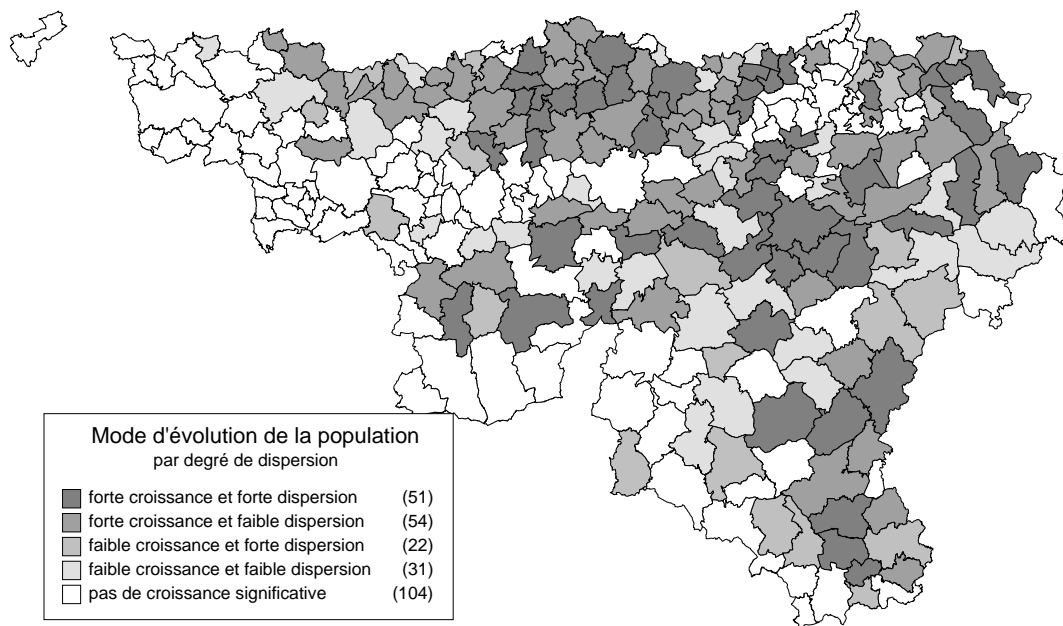 Mode d'évolution de la population
par degré de dispersion
forte croissance et forte dispersion (51)
forte croissance et faible dispersion (54)
faible croissance et forte dispersion (22)
faible croissance et faible dispersion (31)
pas de croissance significative (104)